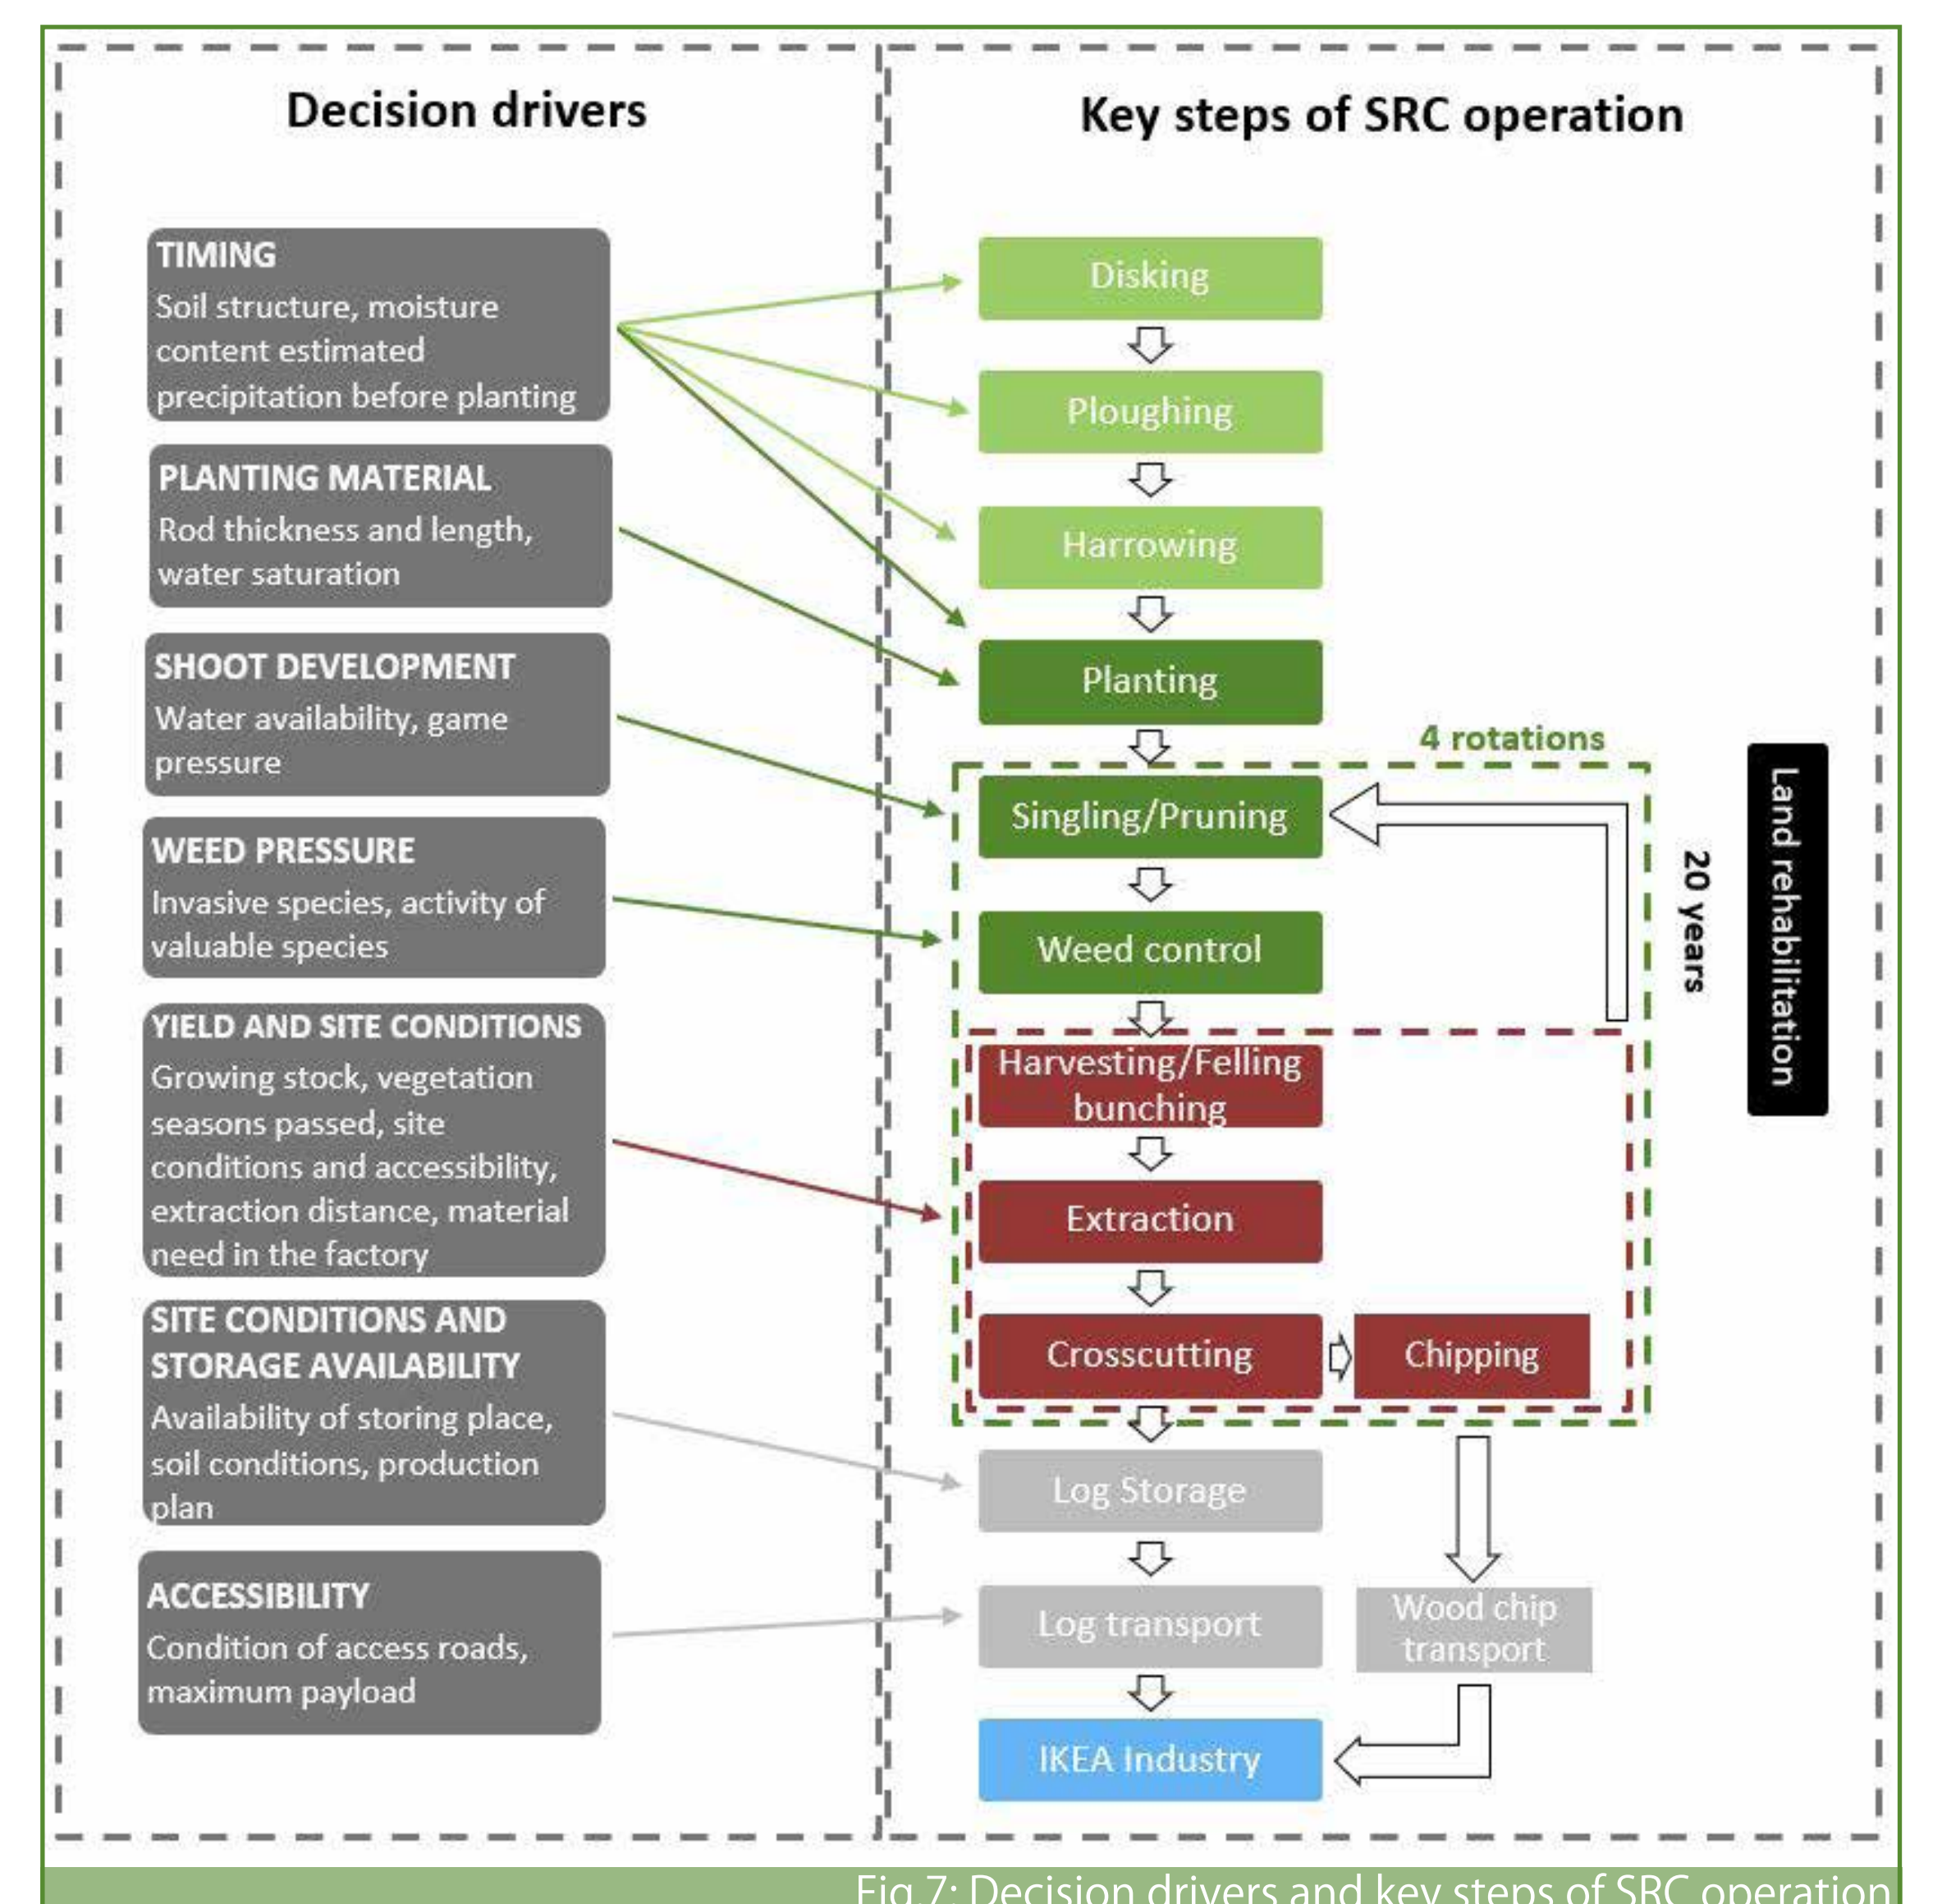 Decision drivers
TIMING
Soil structure, moisture
content estimated
precipitation before planting
PLANTING MATERIAL
Rod thickness and length,
water saturation
SHOOT DEVELOPMENT
Water availability, game
pressure
WEED PRESSURE
Invasive species, activity of
valuable species
YIELD AND SITE CONDITIONS
Growing stock, vegetation
seasons passed, site
conditions and accessibility,
extraction distance, material
need in the factory
SITE CONDITIONS AND
STORAGE AVAILABILITY
Availability of storing place,
soil conditions, production
plan
ACCESSIBILITY
Condition of access roads,
maximum payload
Key steps of SRC operation
Disking
Ploughing
Harrowing
Planting
4 rotations
Singling/Pruning
Weed control
Harvesting/Felling
bunching
Extraction
Crosscutting
Chipping
Log Storage
Log transport
Wood chip
transport
IKEA Industry
20 years
Land rehabilitation
Fig.7: Decision drivers and key steps of SRC operation